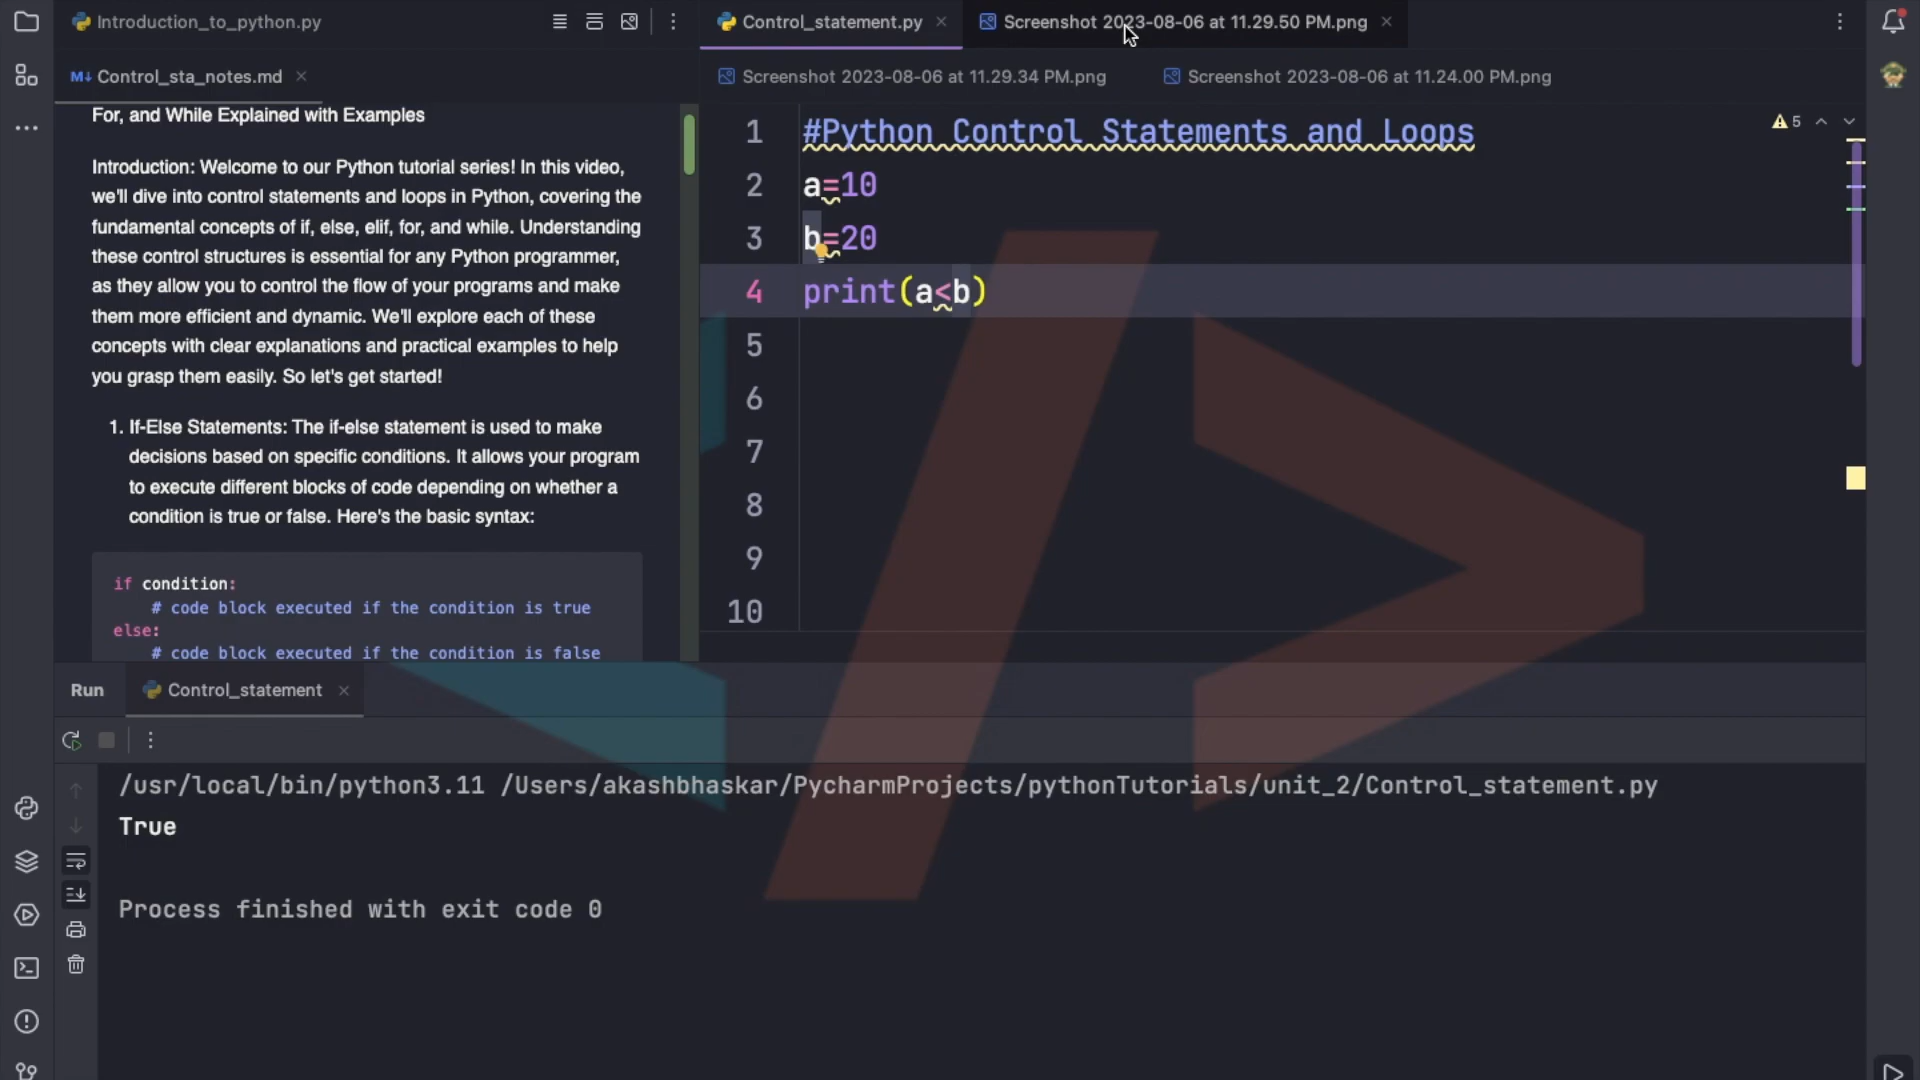 Introduction_to_python.py
Control_statement.py
Screenshot 2023-08-06 at 11.29.50 PM.png
M↓ Control_sta_notes.md
Screenshot 2023-08-06 at 11.29.34 PM.png
Screenshot 2023-08-06 at 11.24.00 PM.png
For, and While Explained with Examples
Introduction: Welcome to our Python tutorial series! In this video,
we'll dive into control statements and loops in Python, covering the
fundamental concepts of if, else, elif, for, and while. Understanding
these control structures is essential for any Python programmer,
as they allow you to control the flow of your programs and make
them more efficient and dynamic. We'll explore each of these
concepts with clear explanations and practical examples to help
you grasp them easily. So let's get started!
1. If-Else Statements: The if-else statement is used to make
decisions based on specific conditions. It allows your program
to execute different blocks of code depending on whether a
condition is true or false. Here's the basic syntax:
if condition:
# code block executed if the condition is true
else:
# code block executed if the condition is false
1 #Python Control Statements and Loops
2 a=10
3 b=20
4 print(a<b)
5
6
7
8
9
10
5
Run
Control_statement
/usr/local/bin/python3.11 /Users/akashbhaskar/PycharmProjects/pythonTutorials/unit_2/Control_statement.py
True
Process finished with exit code 0